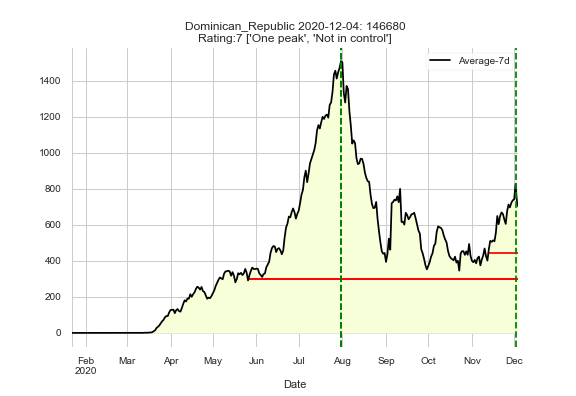 Dominican_Republic 2020-12-04: 146680
Rating:7 ['One peak', 'Not in control']
Average-7d
1400
1200
1000
800
600
400
200
0
Feb Mar Apr May Jun Jul Aug Sep Oct Nov Dec
2020
Date